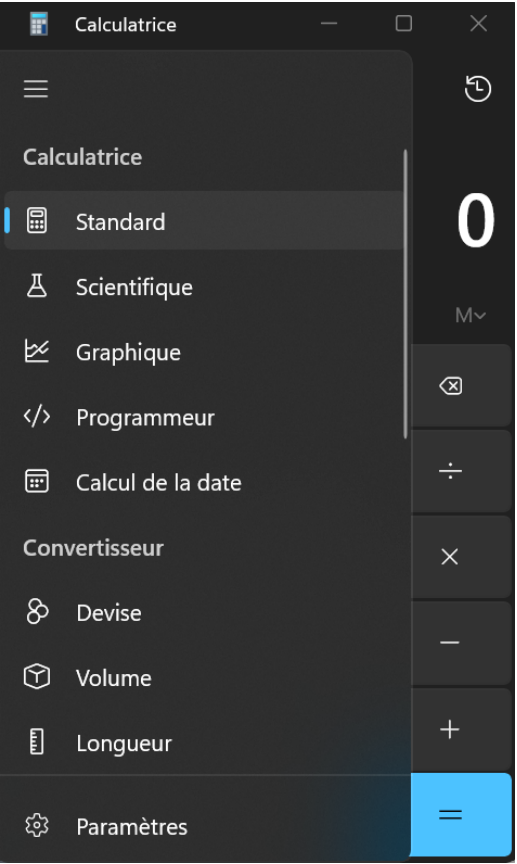 Calculatrice
Calculatrice
Standard
0
Scientifique
M
Graphique
Programmeur
Calcul de la date
Convertisseur
Devise
Volume
Longueur
Paramètres